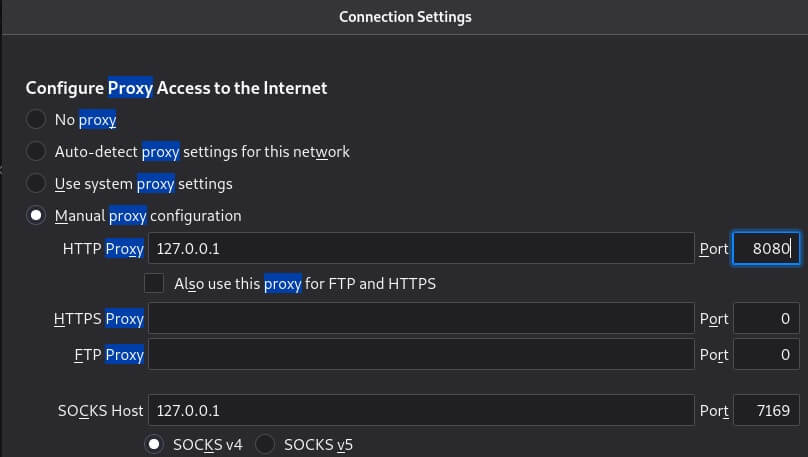 Connection Settings
Configure Proxy Access to the Internet
No proxy
Auto-detect proxy settings for this network
Use system proxy settings
Manual proxy configuration
HTTP Proxy 127.0.0.1 Port 8080
Also use this proxy for FTP and HTTPS
HTTPS Proxy Port 0
FTP Proxy Port 0
SOCKS Host 127.0.0.1 Port 7169
SOCKS v4 SOCKS v5